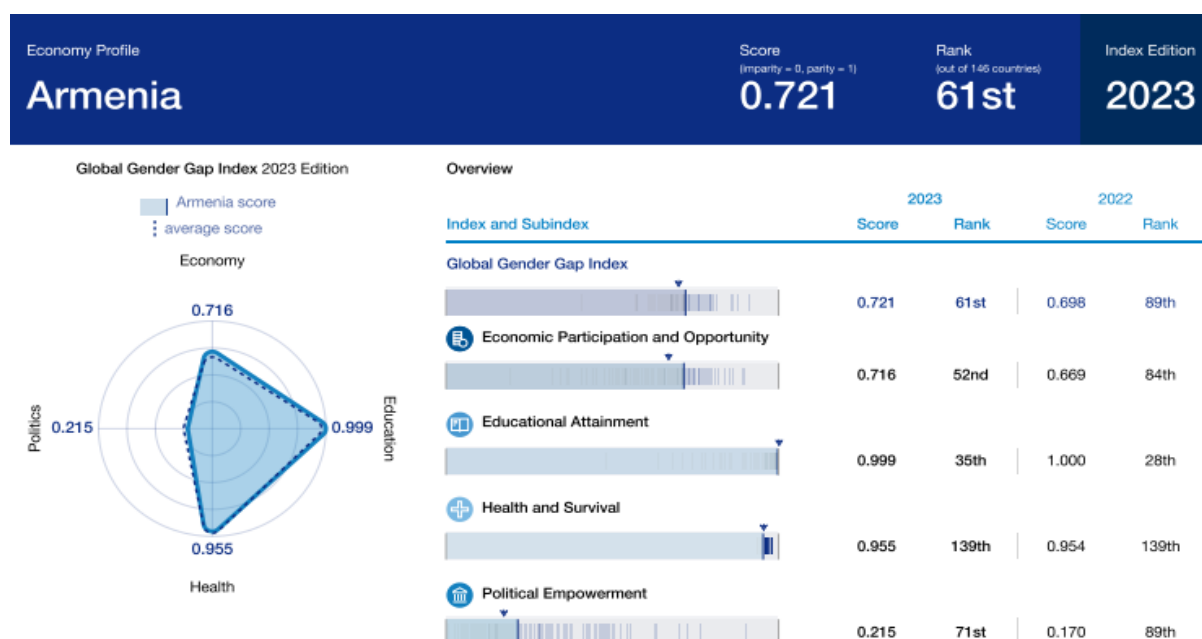 Economy Profile
Armenia
Score
(imparity = 0, parity = 1)
0.721
Rank
(out of 146 countries)
61st
Index Edition
2023
Global Gender Gap Index 2023 Edition
Armenia score
average score
Economy
0.716
Politics
0.215
0.999
Education
0.955
Health
Overview
2023 2022
Index and Subindex Score Rank Score Rank
Global Gender Gap Index
0.721 61st 0.698 89th
Economic Participation and Opportunity
0.716 52nd 0.669 84th
Educational Attainment
0.999 35th 1.000 28th
Health and Survival
0.955 139th 0.954 139th
Political Empowerment
0.215 71st 0.170 89th